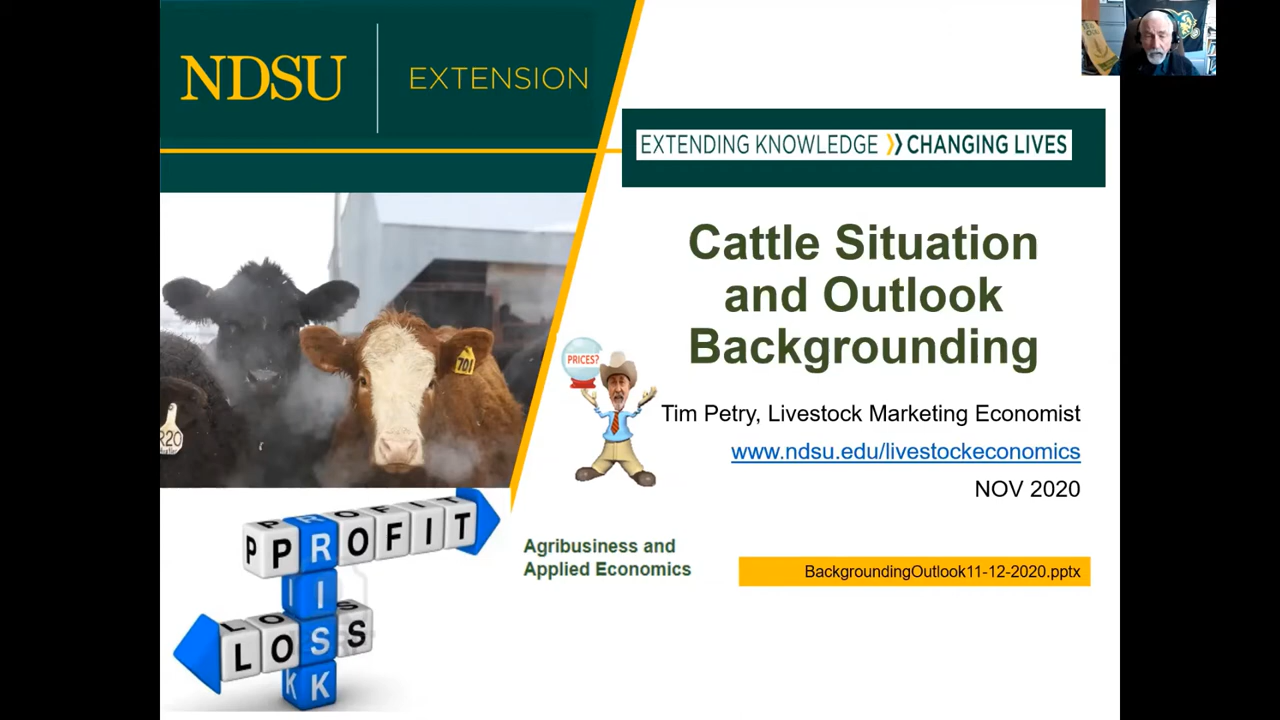 NDSU EXTENSION
EXTENDING KNOWLEDGE CHANGING LIVES
Cattle Situation
and Outlook
Backgrounding
PRICES?
Tim Petry, Livestock Marketing Economist
www.ndsu.edu/livestockeconomics
NOV 2020
701
R20
PROFIT
RISK
LOSS
Agribusiness and
Applied Economics
BackgroundingOutlook11-12-2020.pptx